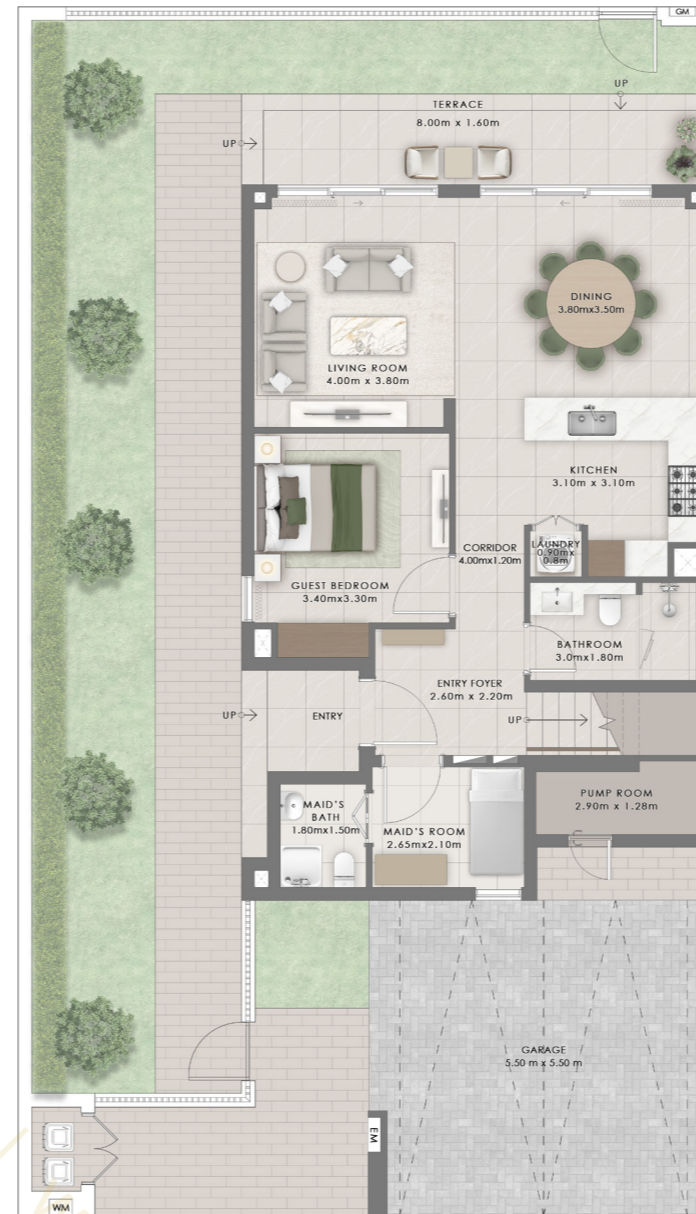 GM
UP
TERRACE
8.00m x 1.60m
UP
DINING
3.80mx3.50m
LIVING ROOM
4.00m x 3.80m
KITCHEN
3.10m x 3.10m
CORRIDOR
4.00mx1.20m
LAUNDRY
0.90mx
0.8m
GUEST BEDROOM
3.40mx3.30m
BATHROOM
3.0mx1.80m
ENTRY FOYER
2.60m x 2.20m
UP
ENTRY
UP
PUMP ROOM
2.90m x 1.28m
MAID'S
BATH
1.80mx1.50m
MAID'S ROOM
2.65mx2.10m
GARAGE
5.50 m x 5.50 m
EM
WM